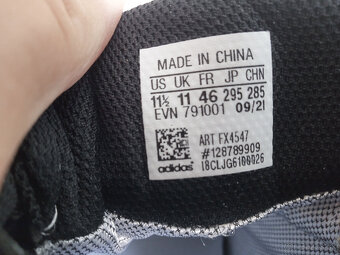 MADE IN CHINA
US UK FR JP CHN
11½ 11 46 295 285
EVN 791001 09/21
ART FX4547
#128789909
I8CLJG6100026
adidas